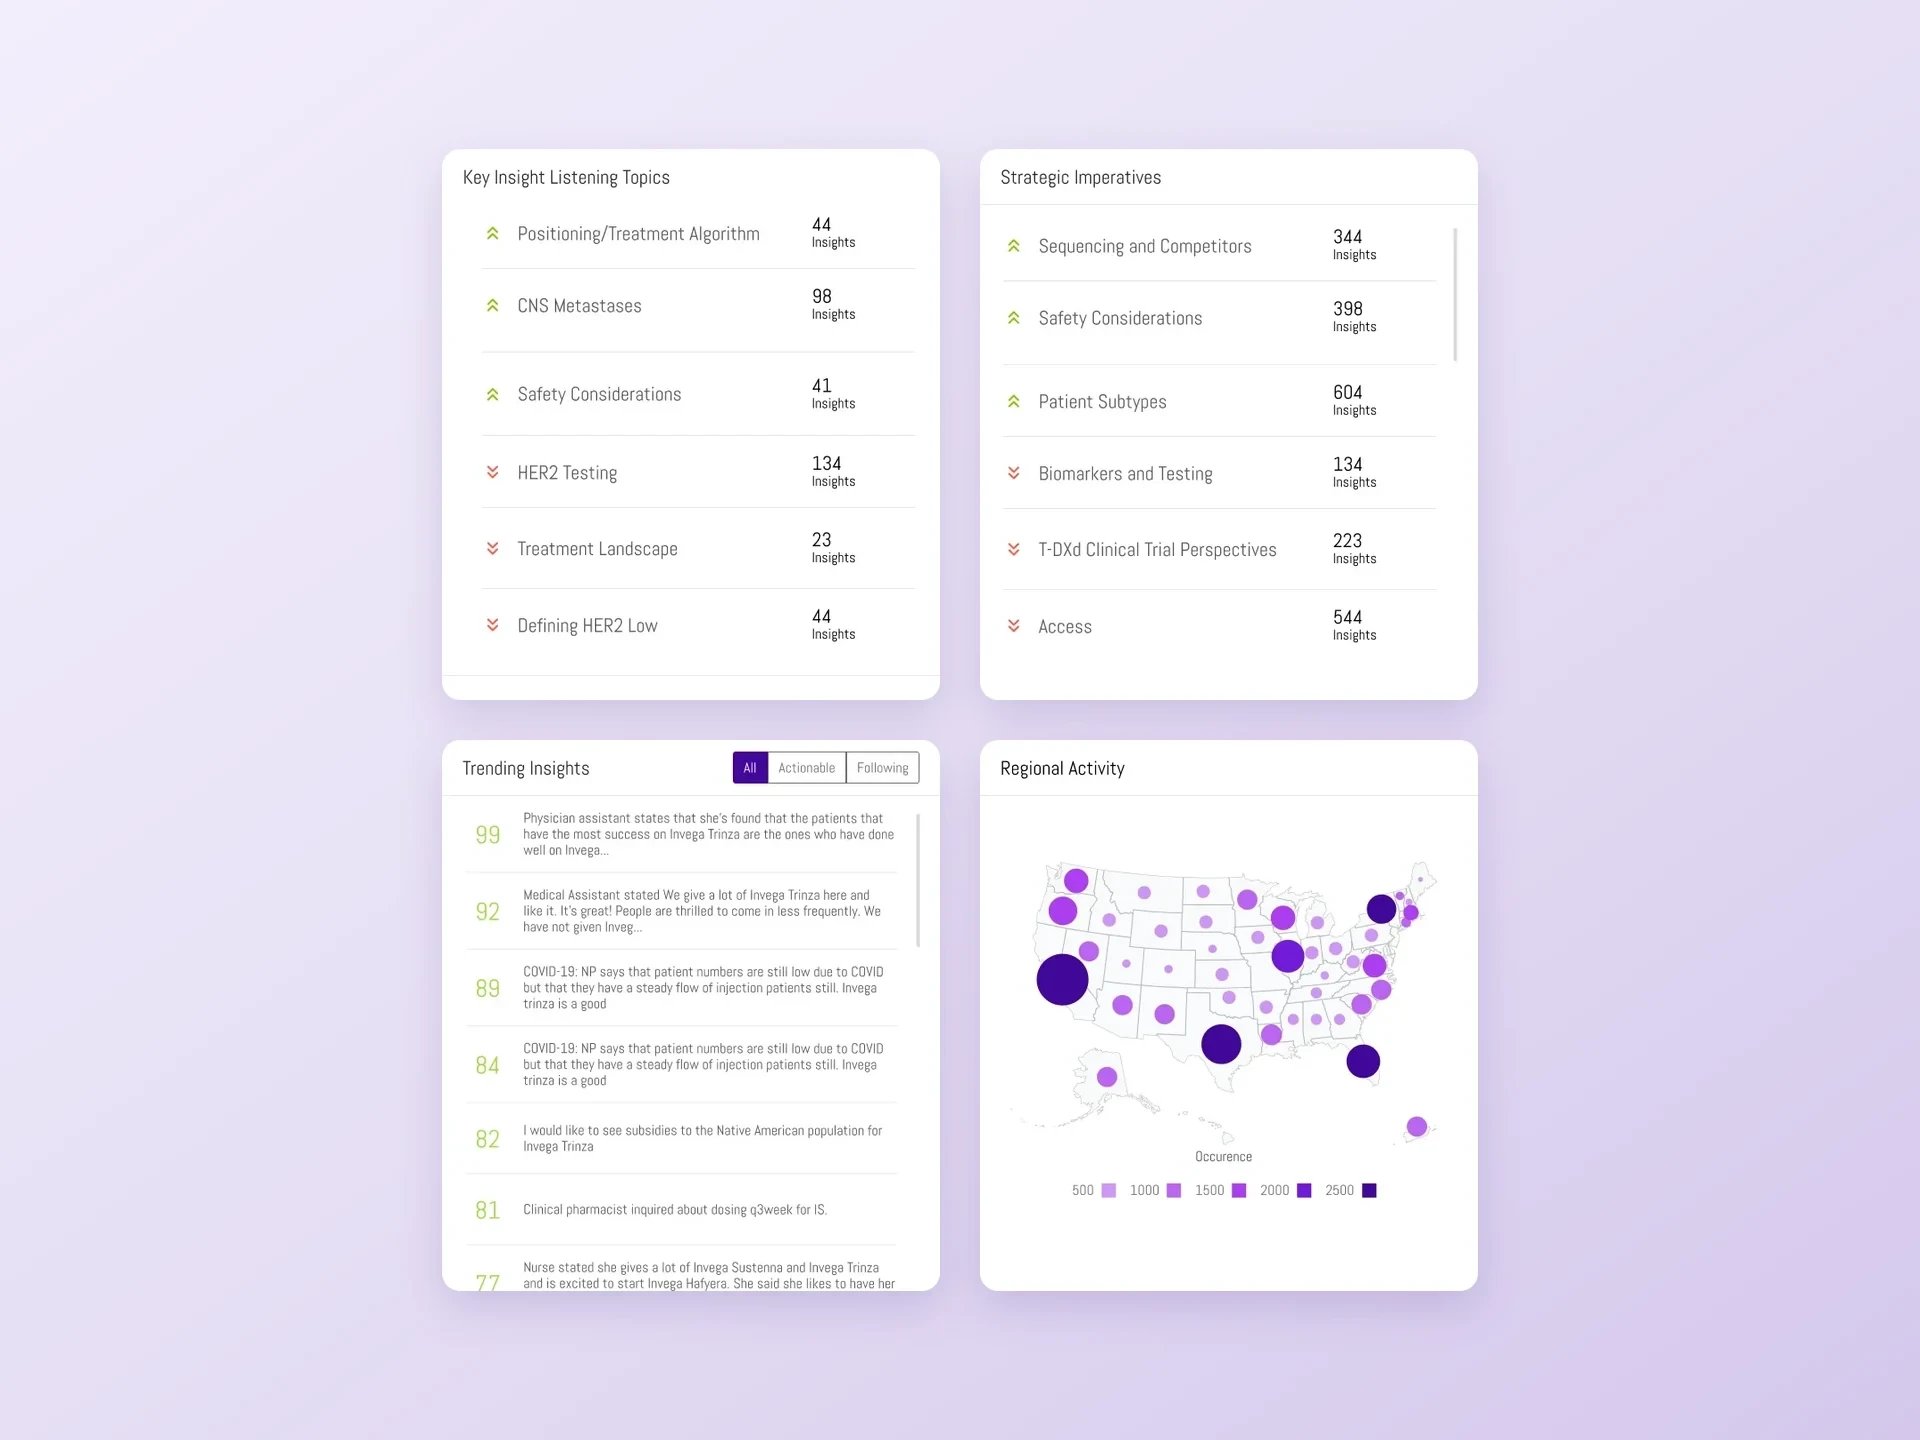 Key Insight Listening Topics
Positioning/Treatment Algorithm
44
Insights
CNS Metastases
98
Insights
Safety Considerations
41
Insights
HER2 Testing
134
Insights
Treatment Landscape
23
Insights
Defining HER2 Low
44
Insights
Strategic Imperatives
Sequencing and Competitors
344
Insights
Safety Considerations
398
Insights
Patient Subtypes
604
Insights
Biomarkers and Testing
134
Insights
T-DXd Clinical Trial Perspectives
223
Insights
Access
544
Insights
Trending Insights
All
Actionable
Following
99
Physician assistant states that she's found that the patients that
have the most success on Invega Trinza are the ones who have done
well on Invega...
92
Medical Assistant stated We give a lot of Invega Trinza here and
like it. It's great! People are thrilled to come in less frequently. We
have not given Inveg...
89
COVID-19: NP says that patient numbers are still low due to COVID
but that they have a steady flow of injection patients still. Invega
trinza is a good
84
COVID-19: NP says that patient numbers are still low due to COVID
but that they have a steady flow of injection patients still. Invega
trinza is a good
82
I would like to see subsidies to the Native American population for
Invega Trinza
81
Clinical pharmacist inquired about dosing q3week for IS.
77
Nurse stated she gives a lot of Invega Sustenna and Invega Trinza
and is excited to start Invega Hafyera. She said she likes to have her
Regional Activity
Occurence
500
1000
1500
2000
2500